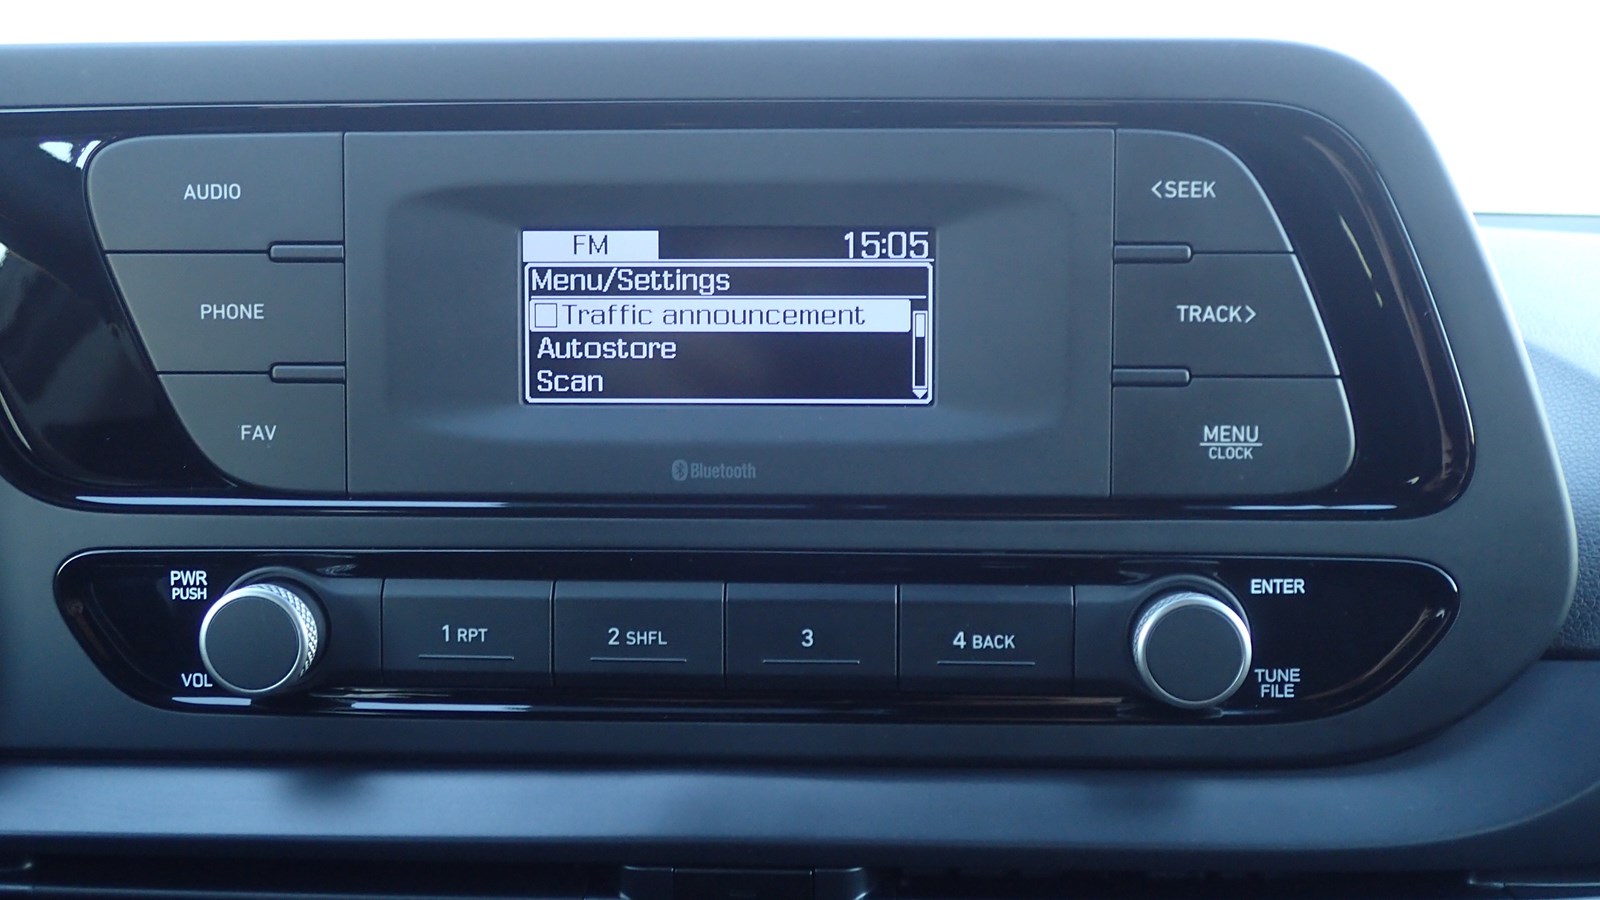 AUDIO
PHONE
FAV
FM 15:05
Menu/Settings
Traffic announcement
Autostore
Scan
Bluetooth
<SEEK
TRACK>
MENU
CLOCK
PWR
PUSH
VOL
1 RPT
2 SHFL
3
4 BACK
ENTER
TUNE
FILE